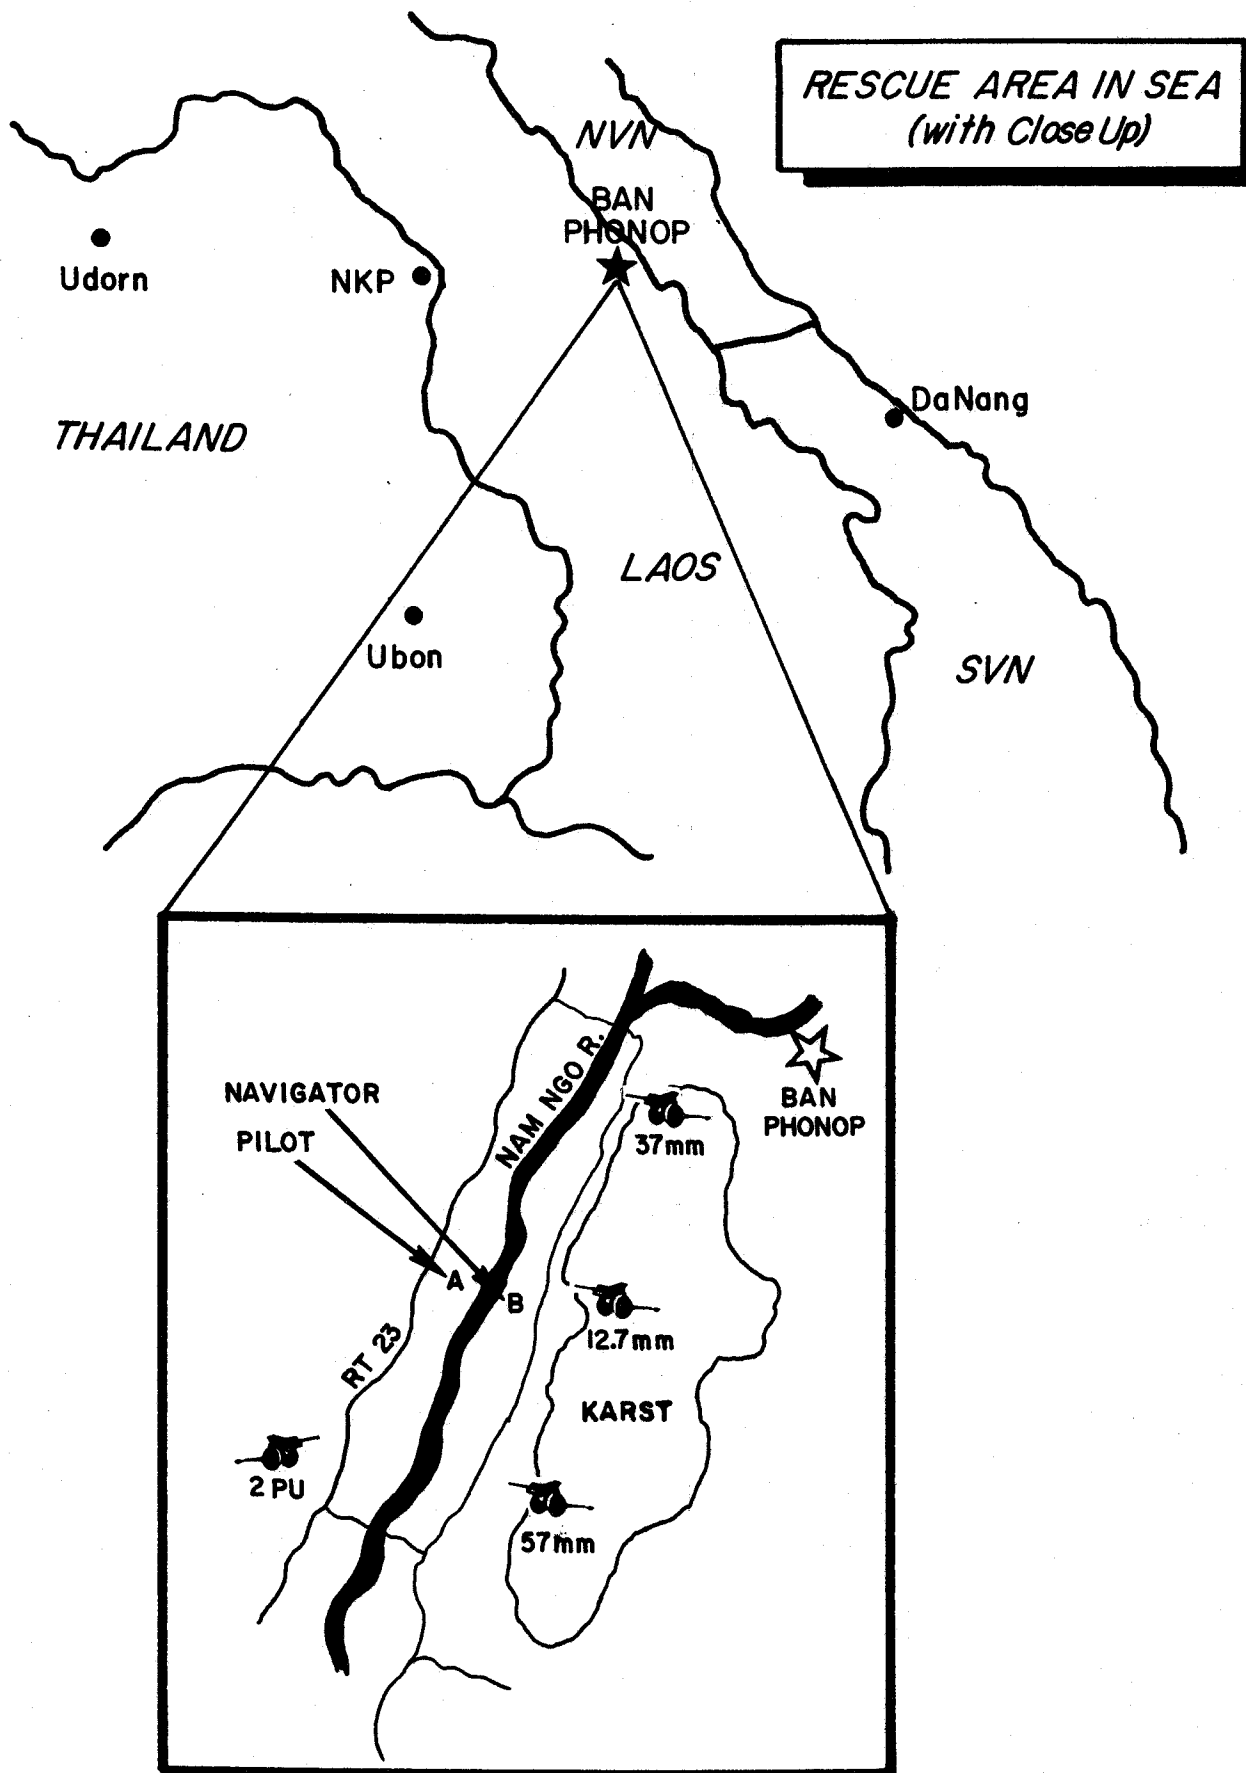 RESCUE AREA IN SEA
(with Close Up)
NVN
BAN
PHONOP
Udorn
NKP
DaNang
THAILAND
LAOS
Ubon
SVN
NAM NGO R.
NAVIGATOR
BAN
PHONOP
PILOT
37mm
A
B
12.7mm
RT 23
KARST
2 PU
57mm